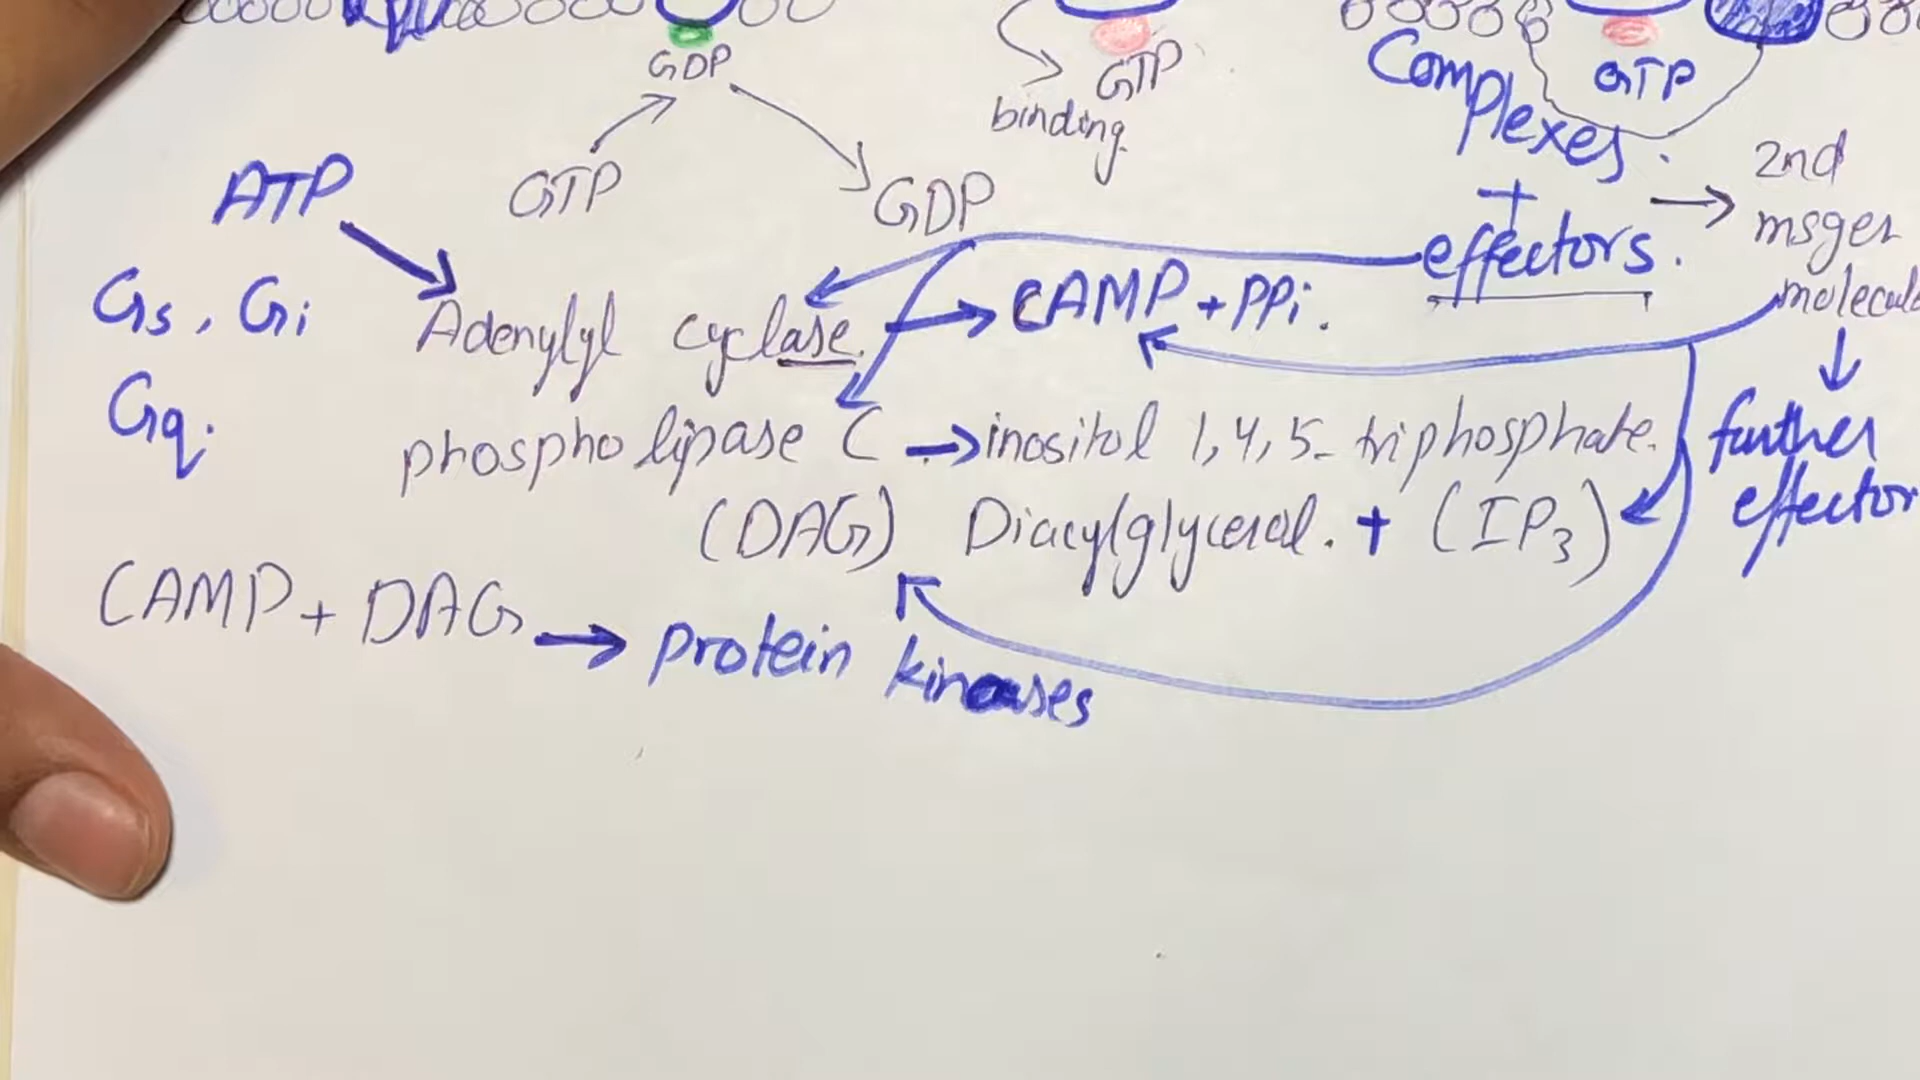 GDP
GTP
binding.
GTP
Complexes.
+
effectors.
→ 2nd
msger
↓
further
effector
GTP
GDP
ATP
Gs, Gi
Gq.
Adenylyl cyclase. → CAMP + PPi.
phospholipase C → inositol 1,4,5- triphosphate.
(DAG) Diacylglycerol. + (IP3)
CAMP + DAG → protein kinases